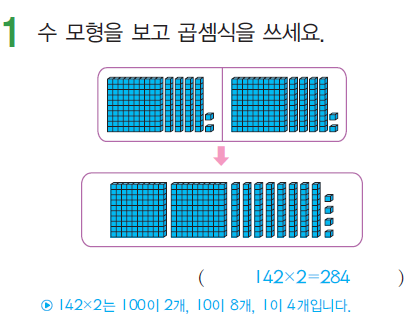 1 수 모형을 보고 곱셈식을 쓰세요.
( 142×2=284 )
▶ 142×2는 100이 2개, 10이 8개, 1이 4개입니다.